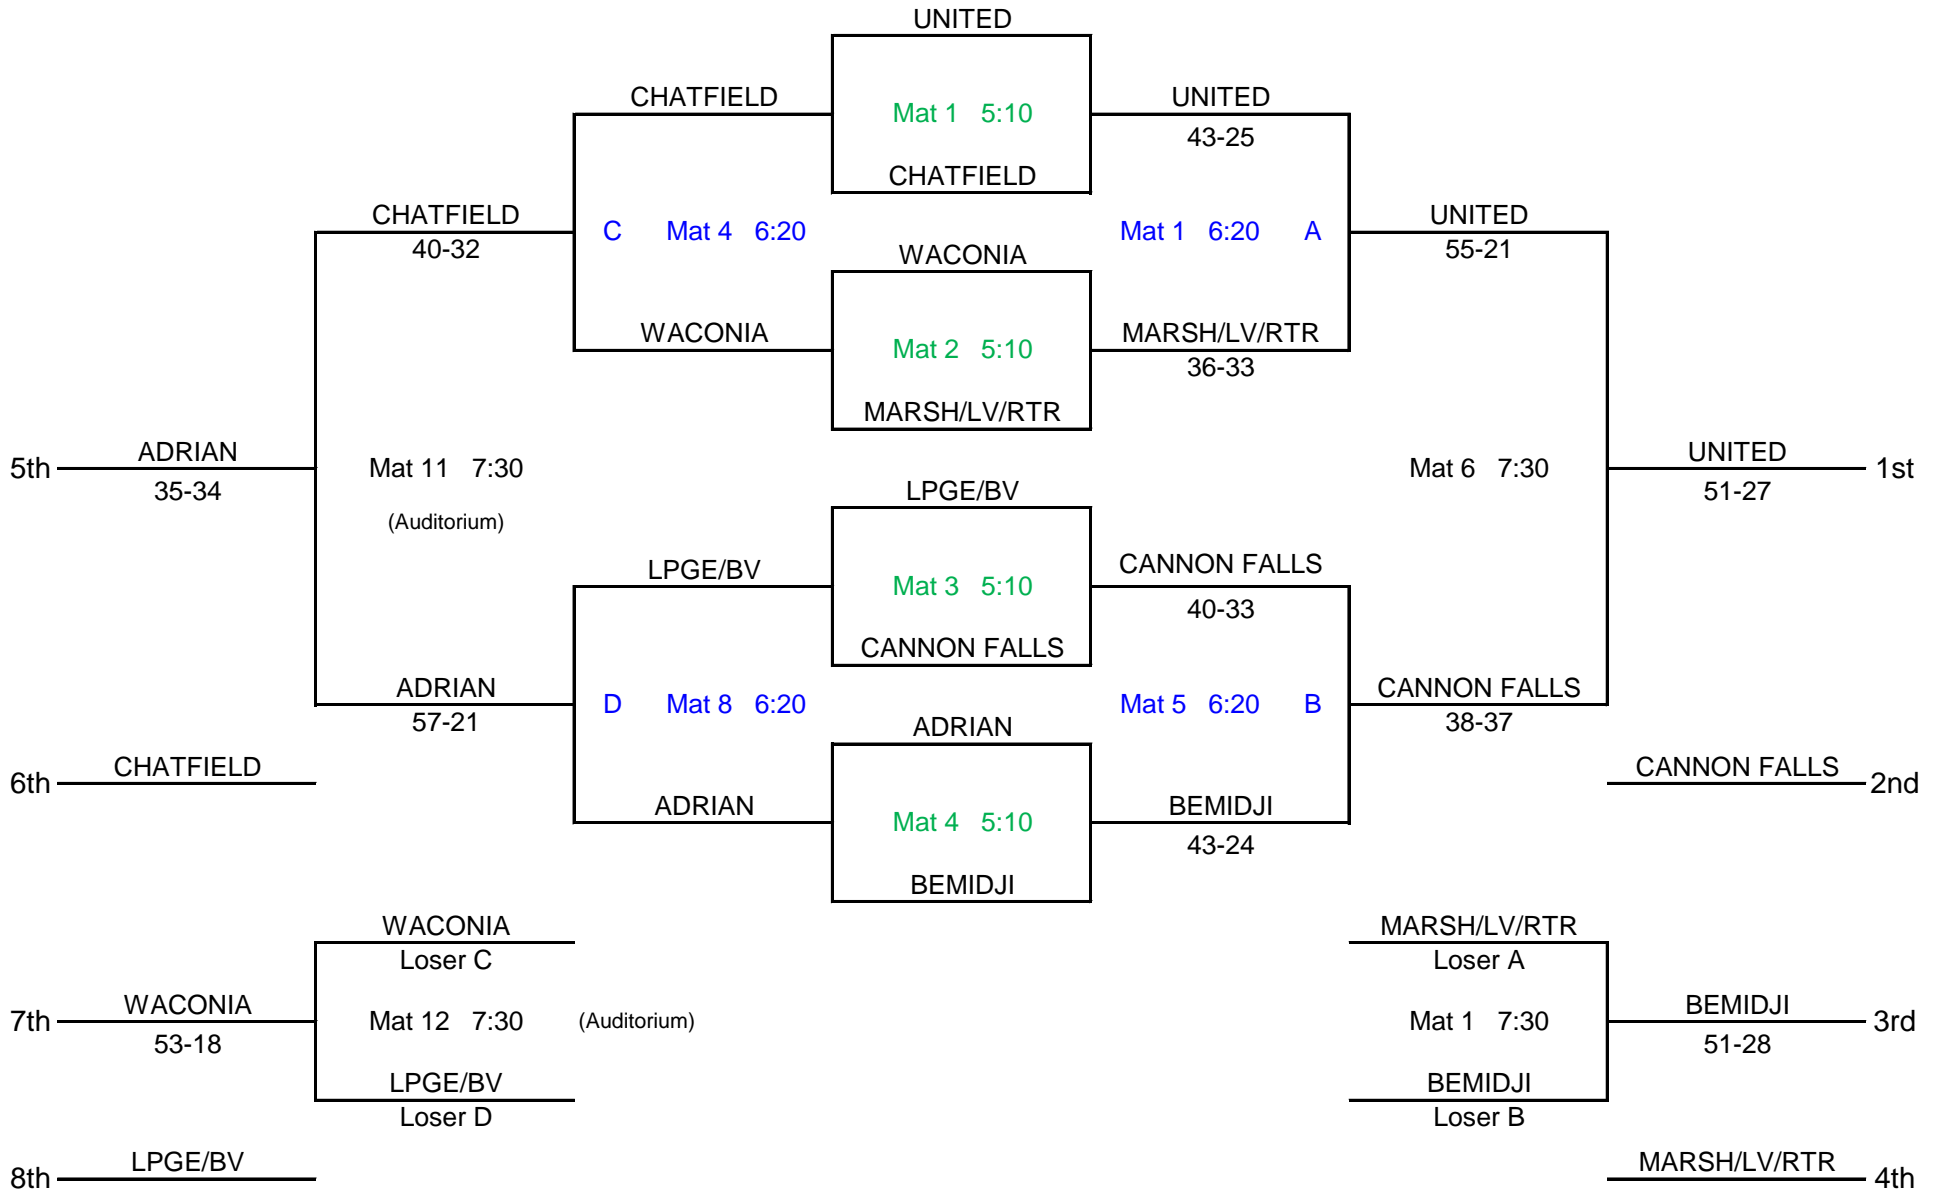 UNITED
CHATFIELD UNITED
Mat 1 5:10
43-25
CHATFIELD
CHATFIELD UNITED
C Mat 4 6:20 Mat 1 6:20 A
40-32 55-21
WACONIA
WACONIA MARSH/LV/RTR
Mat 2 5:10
36-33
MARSH/LV/RTR
ADRIAN UNITED
5th Mat 11 7:30 Mat 6 7:30 1st
35-34 LPGE/BV 51-27
(Auditorium)
LPGE/BV CANNON FALLS
Mat 3 5:10
40-33
CANNON FALLS
ADRIAN CANNON FALLS
D Mat 8 6:20 Mat 5 6:20 B
57-21 ADRIAN 38-37
CHATFIELD CANNON FALLS
6th 2nd
ADRIAN BEMIDJI
Mat 4 5:10
43-24
BEMIDJI
WACONIA MARSH/LV/RTR
Loser C Loser A
WACONIA BEMIDJI
7th Mat 12 7:30 (Auditorium) Mat 1 7:30 3rd
53-18 51-28
LPGE/BV BEMIDJI
Loser D Loser B
LPGE/BV MARSH/LV/RTR
8th 4th